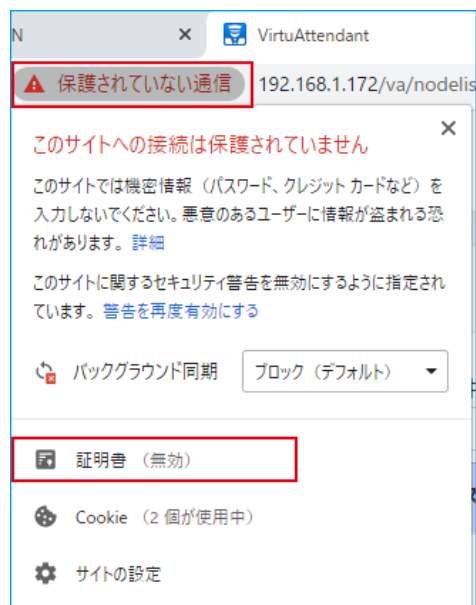 N
VirtuAttendant
保護されていない通信 192.168.1.172/va/nodelis
このサイトへの接続は保護されていません
このサイトでは機密情報（パスワード、クレジット カードなど）を
入力しないでください。悪意のあるユーザーに情報が盗まれる恐
れがあります。詳細
このサイトに関するセキュリティ警告を無効にするように指定され
ています。警告を再度有効にする
バックグラウンド同期 ブロック（デフォルト）
証明書（無効）
Cookie（2 個が使用中）
サイトの設定